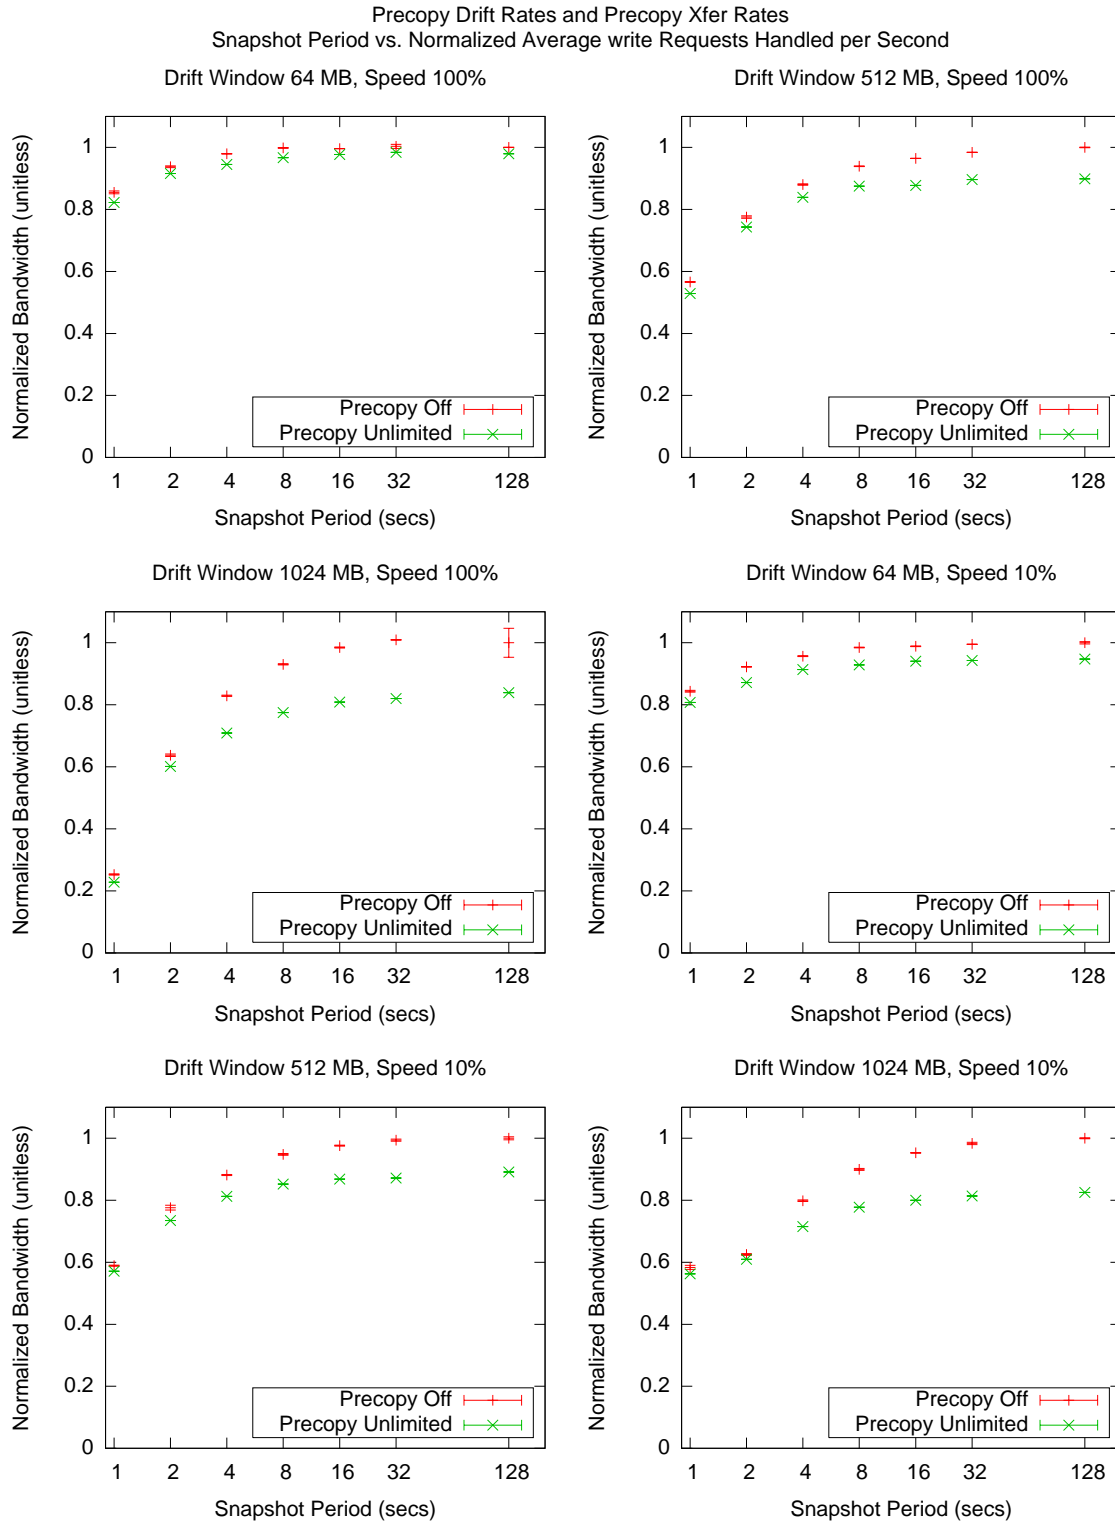 Precopy Drift Rates and Precopy Xfer Rates
Snapshot Period vs. Normalized Average write Requests Handled per Second
Drift Window 64 MB, Speed 100%
Normalized Bandwidth (unitless)
1
0.8
0.6
0.4
0.2
0
Precopy Off
Precopy Unlimited
1 2 4 8 16 32 128
Snapshot Period (secs)
Drift Window 512 MB, Speed 100%
Normalized Bandwidth (unitless)
1
0.8
0.6
0.4
0.2
0
Precopy Off
Precopy Unlimited
1 2 4 8 16 32 128
Snapshot Period (secs)
Drift Window 1024 MB, Speed 100%
Normalized Bandwidth (unitless)
1
0.8
0.6
0.4
0.2
0
Precopy Off
Precopy Unlimited
1 2 4 8 16 32 128
Snapshot Period (secs)
Drift Window 64 MB, Speed 10%
Normalized Bandwidth (unitless)
1
0.8
0.6
0.4
0.2
0
Precopy Off
Precopy Unlimited
1 2 4 8 16 32 128
Snapshot Period (secs)
Drift Window 512 MB, Speed 10%
Normalized Bandwidth (unitless)
1
0.8
0.6
0.4
0.2
0
Precopy Off
Precopy Unlimited
1 2 4 8 16 32 128
Snapshot Period (secs)
Drift Window 1024 MB, Speed 10%
Normalized Bandwidth (unitless)
1
0.8
0.6
0.4
0.2
0
Precopy Off
Precopy Unlimited
1 2 4 8 16 32 128
Snapshot Period (secs)